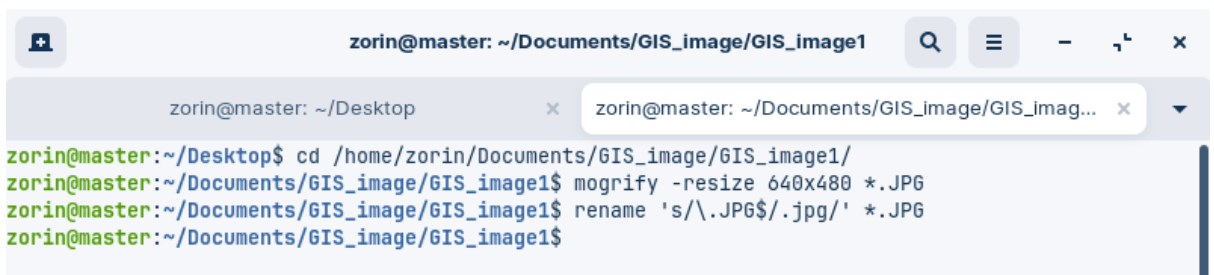 zorin@master: ~/Documents/GIS_image/GIS_image1
zorin@master: ~/Desktop
zorin@master: ~/Documents/GIS_image/GIS_imag...
zorin@master:~/Desktop$ cd /home/zorin/Documents/GIS_image/GIS_image1/
zorin@master:~/Documents/GIS_image/GIS_image1$ mogrify -resize 640x480 *.JPG
zorin@master:~/Documents/GIS_image/GIS_image1$ rename 's/\.JPG$/.jpg/' *.JPG
zorin@master:~/Documents/GIS_image/GIS_image1$